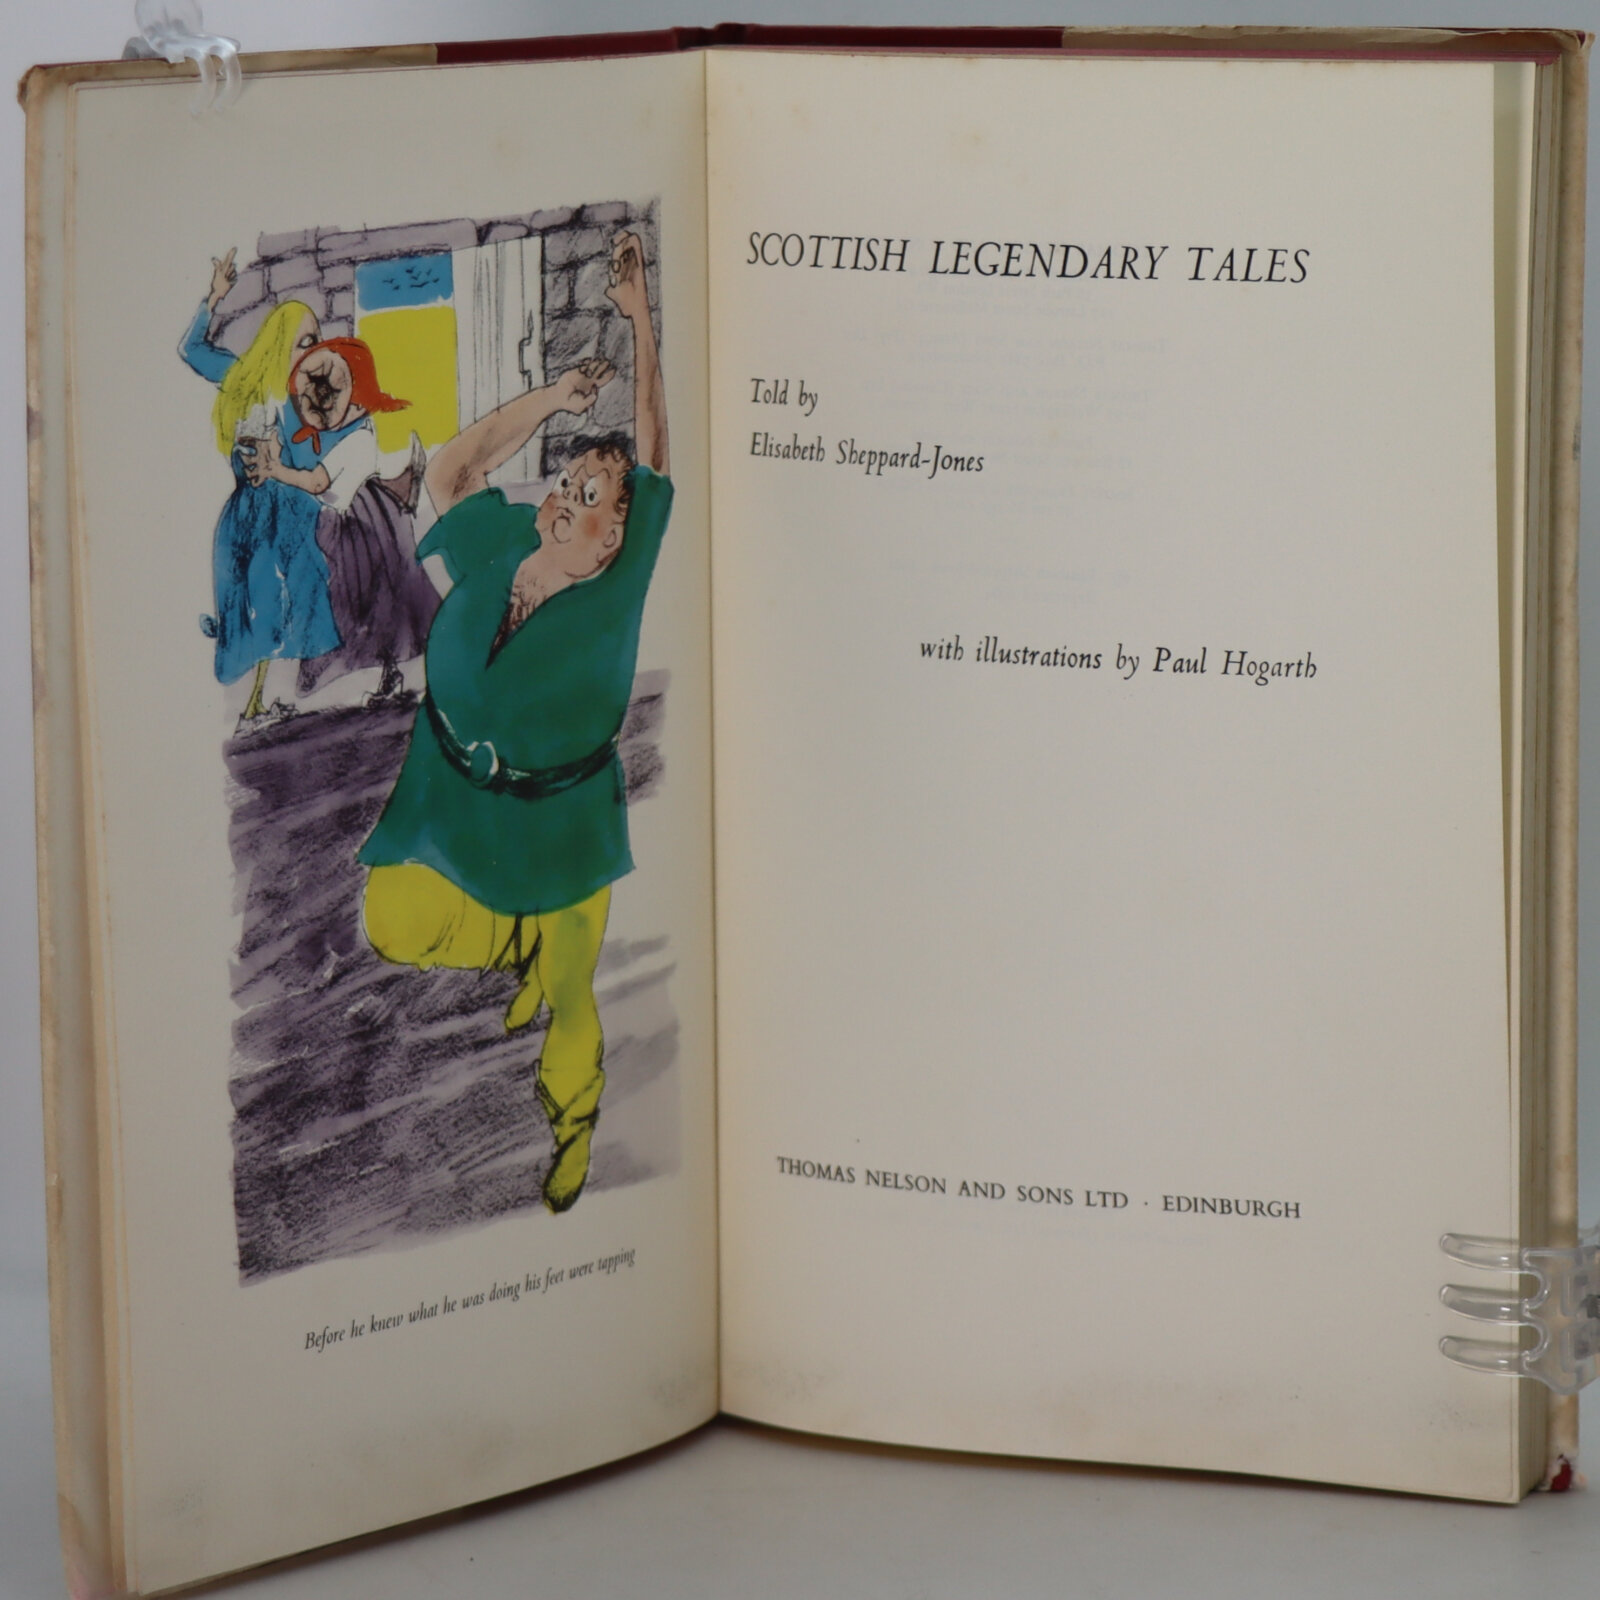 Before he knew what he was doing his feet were tapping
SCOTTISH LEGENDARY TALES
Told by
Elisabeth Sheppard-Jones
with illustrations by Paul Hogarth
THOMAS NELSON AND SONS LTD · EDINBURGH